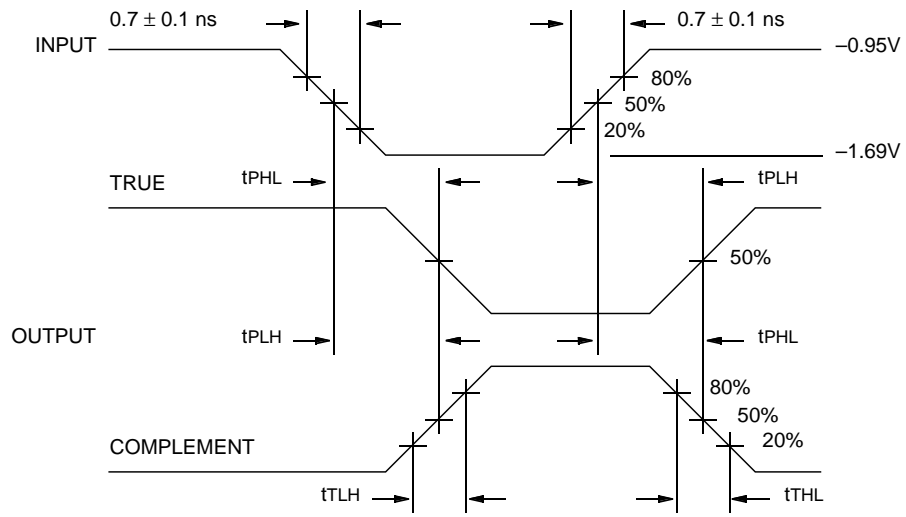 0.7 ± 0.1 ns
0.7 ± 0.1 ns
INPUT
–0.95V
80%
50%
20%
–1.69V
tPHL
tPLH
TRUE
50%
OUTPUT
tPLH
tPHL
80%
50%
20%
COMPLEMENT
tTLH
tTHL